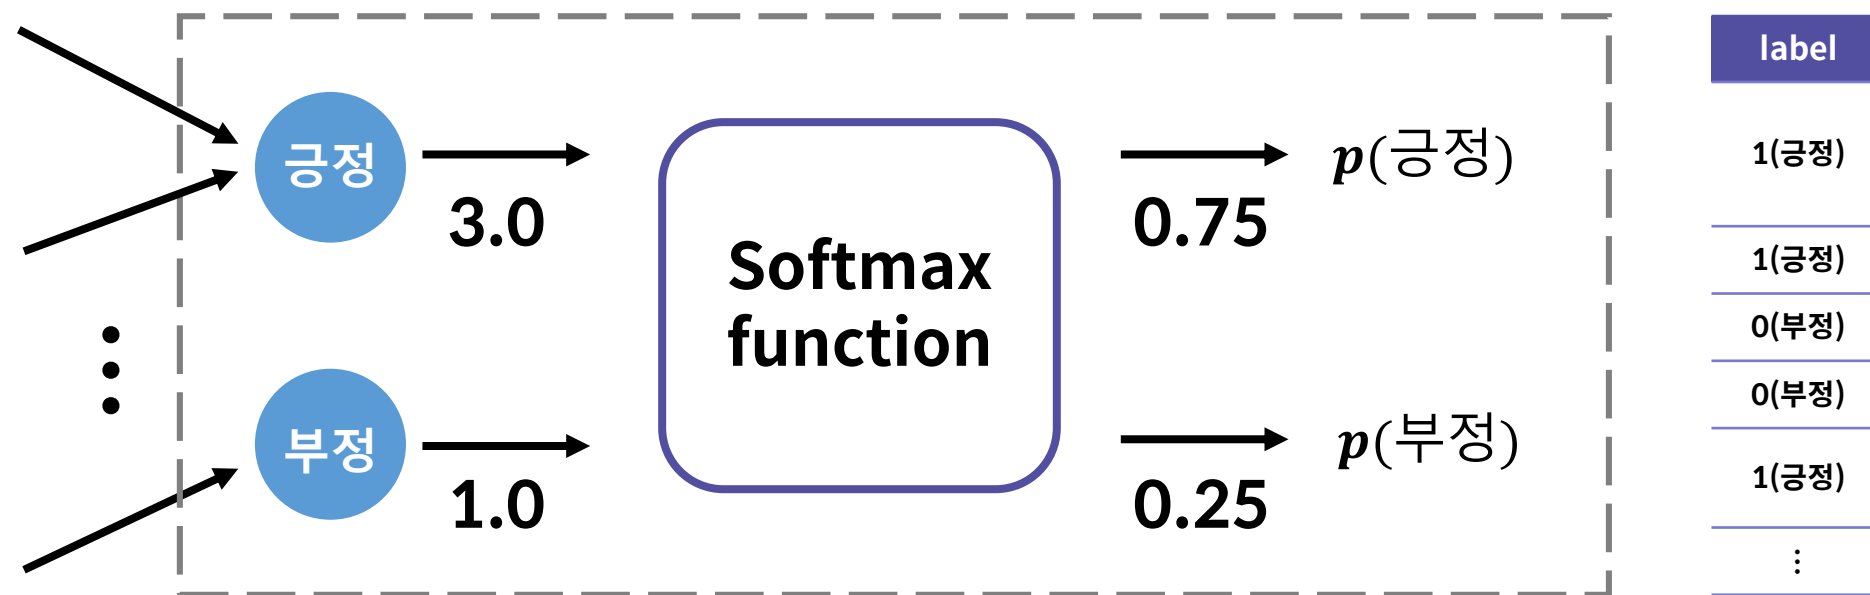 긍정
3.0
부정
1.0
Softmax
function
0.75
p(긍정)
0.25
p(부정)
label
1(긍정)
1(긍정)
0(부정)
0(부정)
1(긍정)
⋮